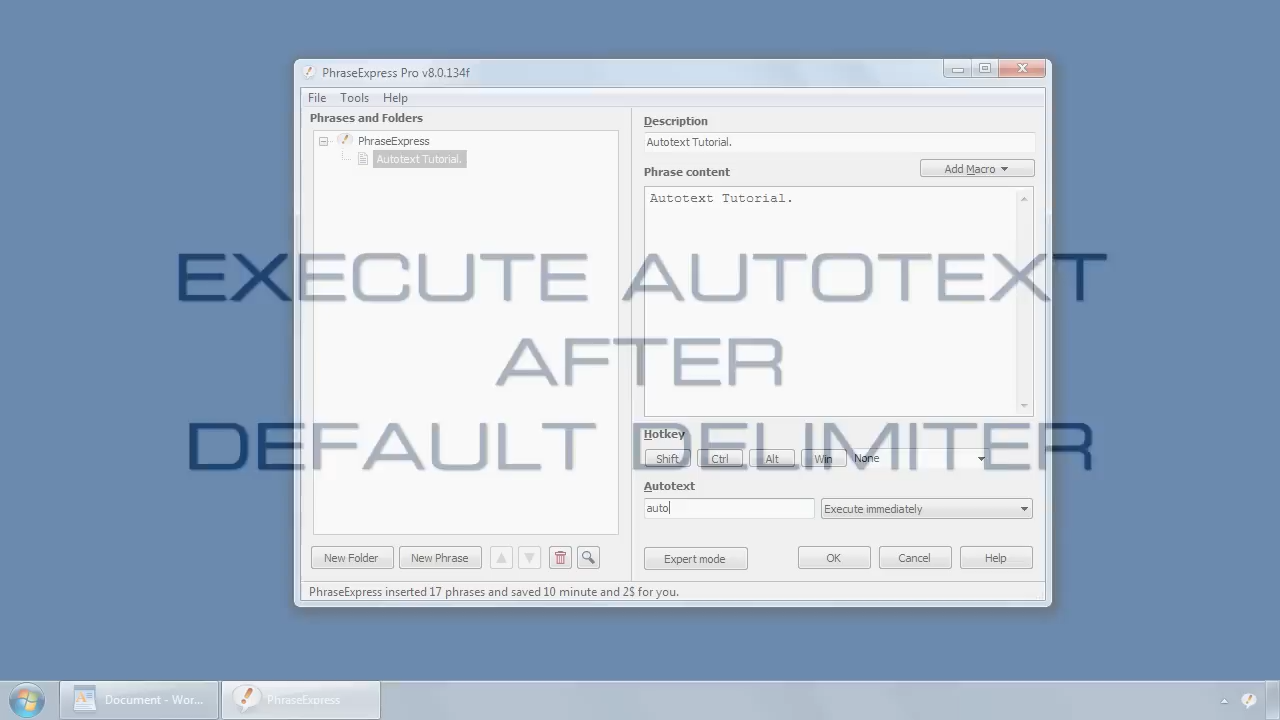 PhraseExpress Pro v8.0.134f
File Tools Help
Phrases and Folders
PhraseExpress
Autotext Tutorial.
Description
Autotext Tutorial.
Phrase content
Add Macro
Autotext Tutorial.
EXECUTE AUTOTEXT
AFTER
DEFAULT DELIMITER
Hotkey
Shift Ctrl Alt Win None
Autotext
auto Execute immediately
New Folder New Phrase
Expert mode OK Cancel Help
PhraseExpress inserted 17 phrases and saved 10 minute and 2$ for you.
Document - Wor... PhraseExpress